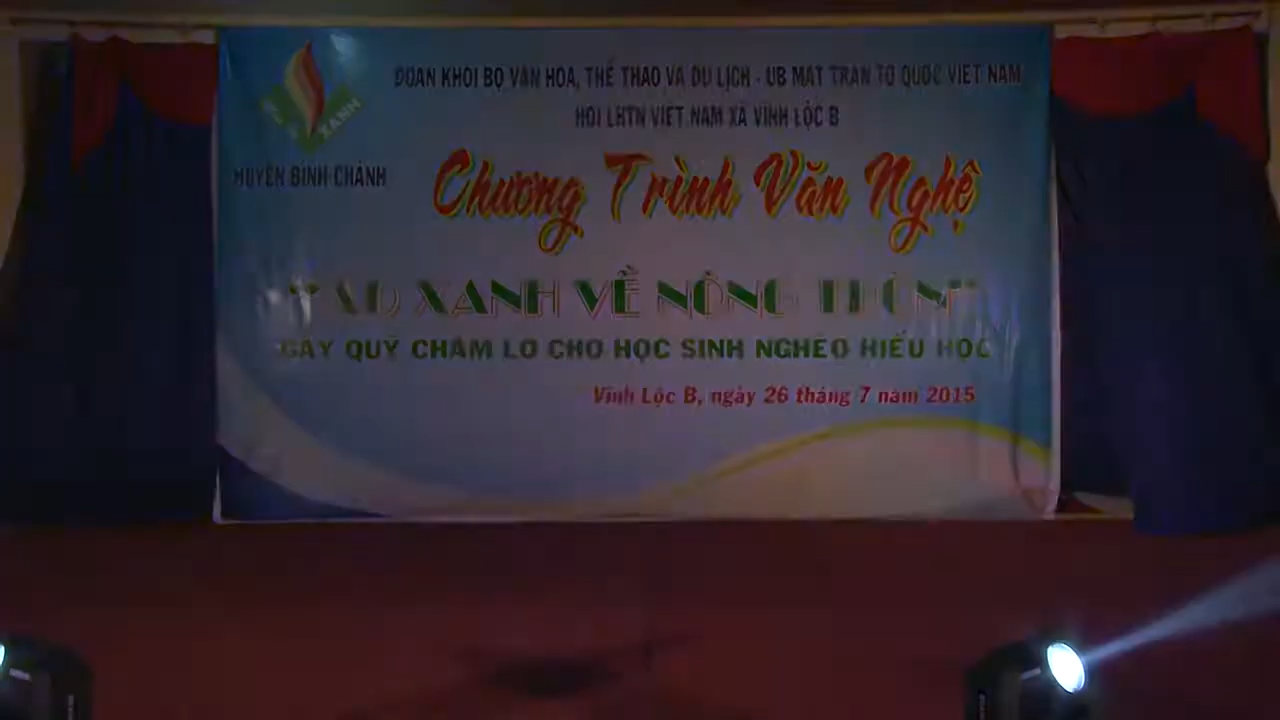 ĐOÀN KHỐI BỘ VĂN HÓA, THỂ THAO VÀ DU LỊCH - UB MẶT TRẬN TỔ QUỐC VIỆT NAM
HỘI LHTN VIỆT NAM XÃ VĨNH LỘC B
XANH
HUYỆN BÌNH CHÁNH
Chương Trình Văn Nghệ
XANH VỀ NÔNG THÔN"
GÂY QUỸ CHĂM LO CHO HỌC SINH NGHÈO HIẾU HỌC
Vĩnh Lộc B, ngày 26 tháng 7 năm 2015